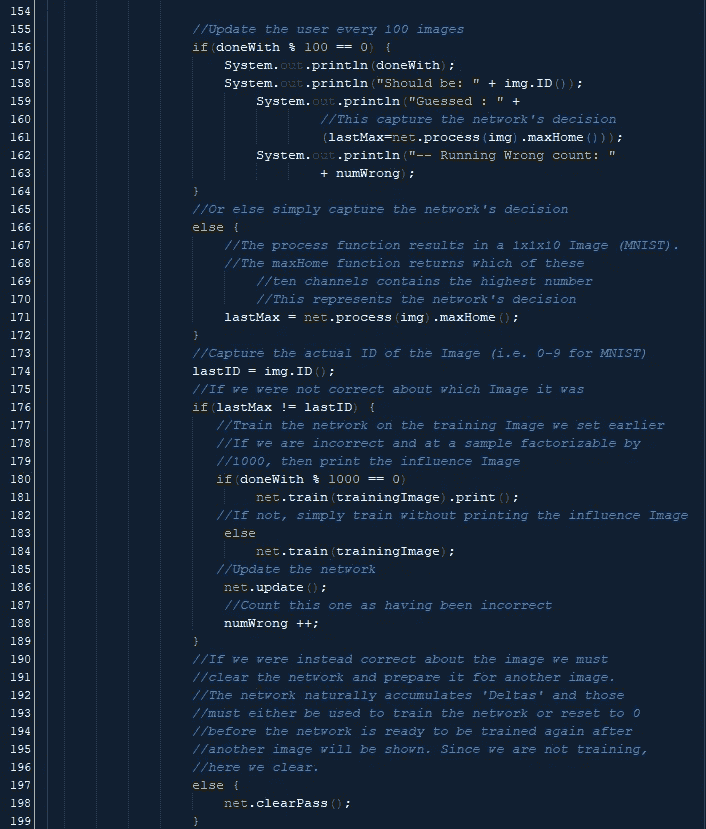 154
155 //Update the user every 100 images
156 if(doneWith % 100 == 0) {
157 System.out.println(doneWith);
158 System.out.println("Should be: " + img.ID());
159 System.out.println("Guessed : " +
160 //This capture the network's decision
161 (lastMax=net.process(img).maxHome()));
162 System.out.println("-- Running Wrong count: "
163 + numWrong);
164 }
165 //Or else simply capture the network's decision
166 else {
167 //The process function results in a 1x1x10 Image (MNIST).
168 //The maxHome function returns which of these
169 //ten channels contains the highest number
170 //This represents the network's decision
171 lastMax = net.process(img).maxHome();
172 }
173 //Capture the actual ID of the Image (i.e. 0-9 for MNIST)
174 lastID = img.ID();
175 //If we were not correct about which Image it was
176 if(lastMax != lastID) {
177 //Train the network on the training Image we set earlier
178 //If we are incorrect and at a sample factorizable by
179 //1000, then print the influence Image
180 if(doneWith % 1000 == 0)
181 net.train(trainingImage).print();
182 //If not, simply train without printing the influence Image
183 else
184 net.train(trainingImage);
185 //Update the network
186 net.update();
187 //Count this one as having been incorrect
188 numWrong ++;
189 }
190 //If we were instead correct about the image we must
191 //clear the network and prepare it for another image.
192 //The network naturally accumulates 'Deltas' and those
193 //must either be used to train the network or reset to 0
194 //before the network is ready to be trained again after
195 //another image will be shown. Since we are not training,
196 //here we clear.
197 else {
198 net.clearPass();
199 }